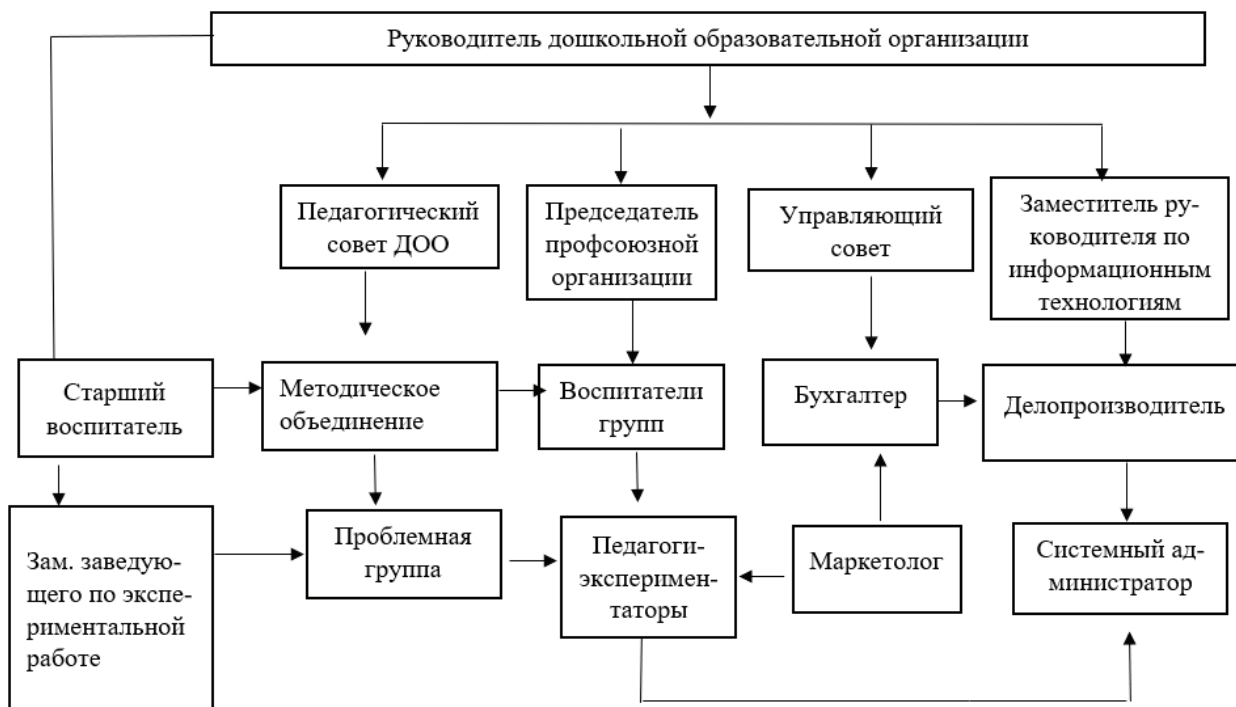 Руководитель дошкольной образовательной организации
Педагогический
совет ДОО
Председатель
профсоюзной
организации
Управляющий
совет
Заместитель ру-
ководителя по
информационным
технологиям
Старший
воспитатель
Методическое
объединение
Воспитатели
групп
Бухгалтер
Делопроизводитель
Зам. заведую-
щего по экспе-
риментальной
работе
Проблемная
группа
Педагоги-
эксперимен-
таторы
Маркетолог
Системный ад-
министратор